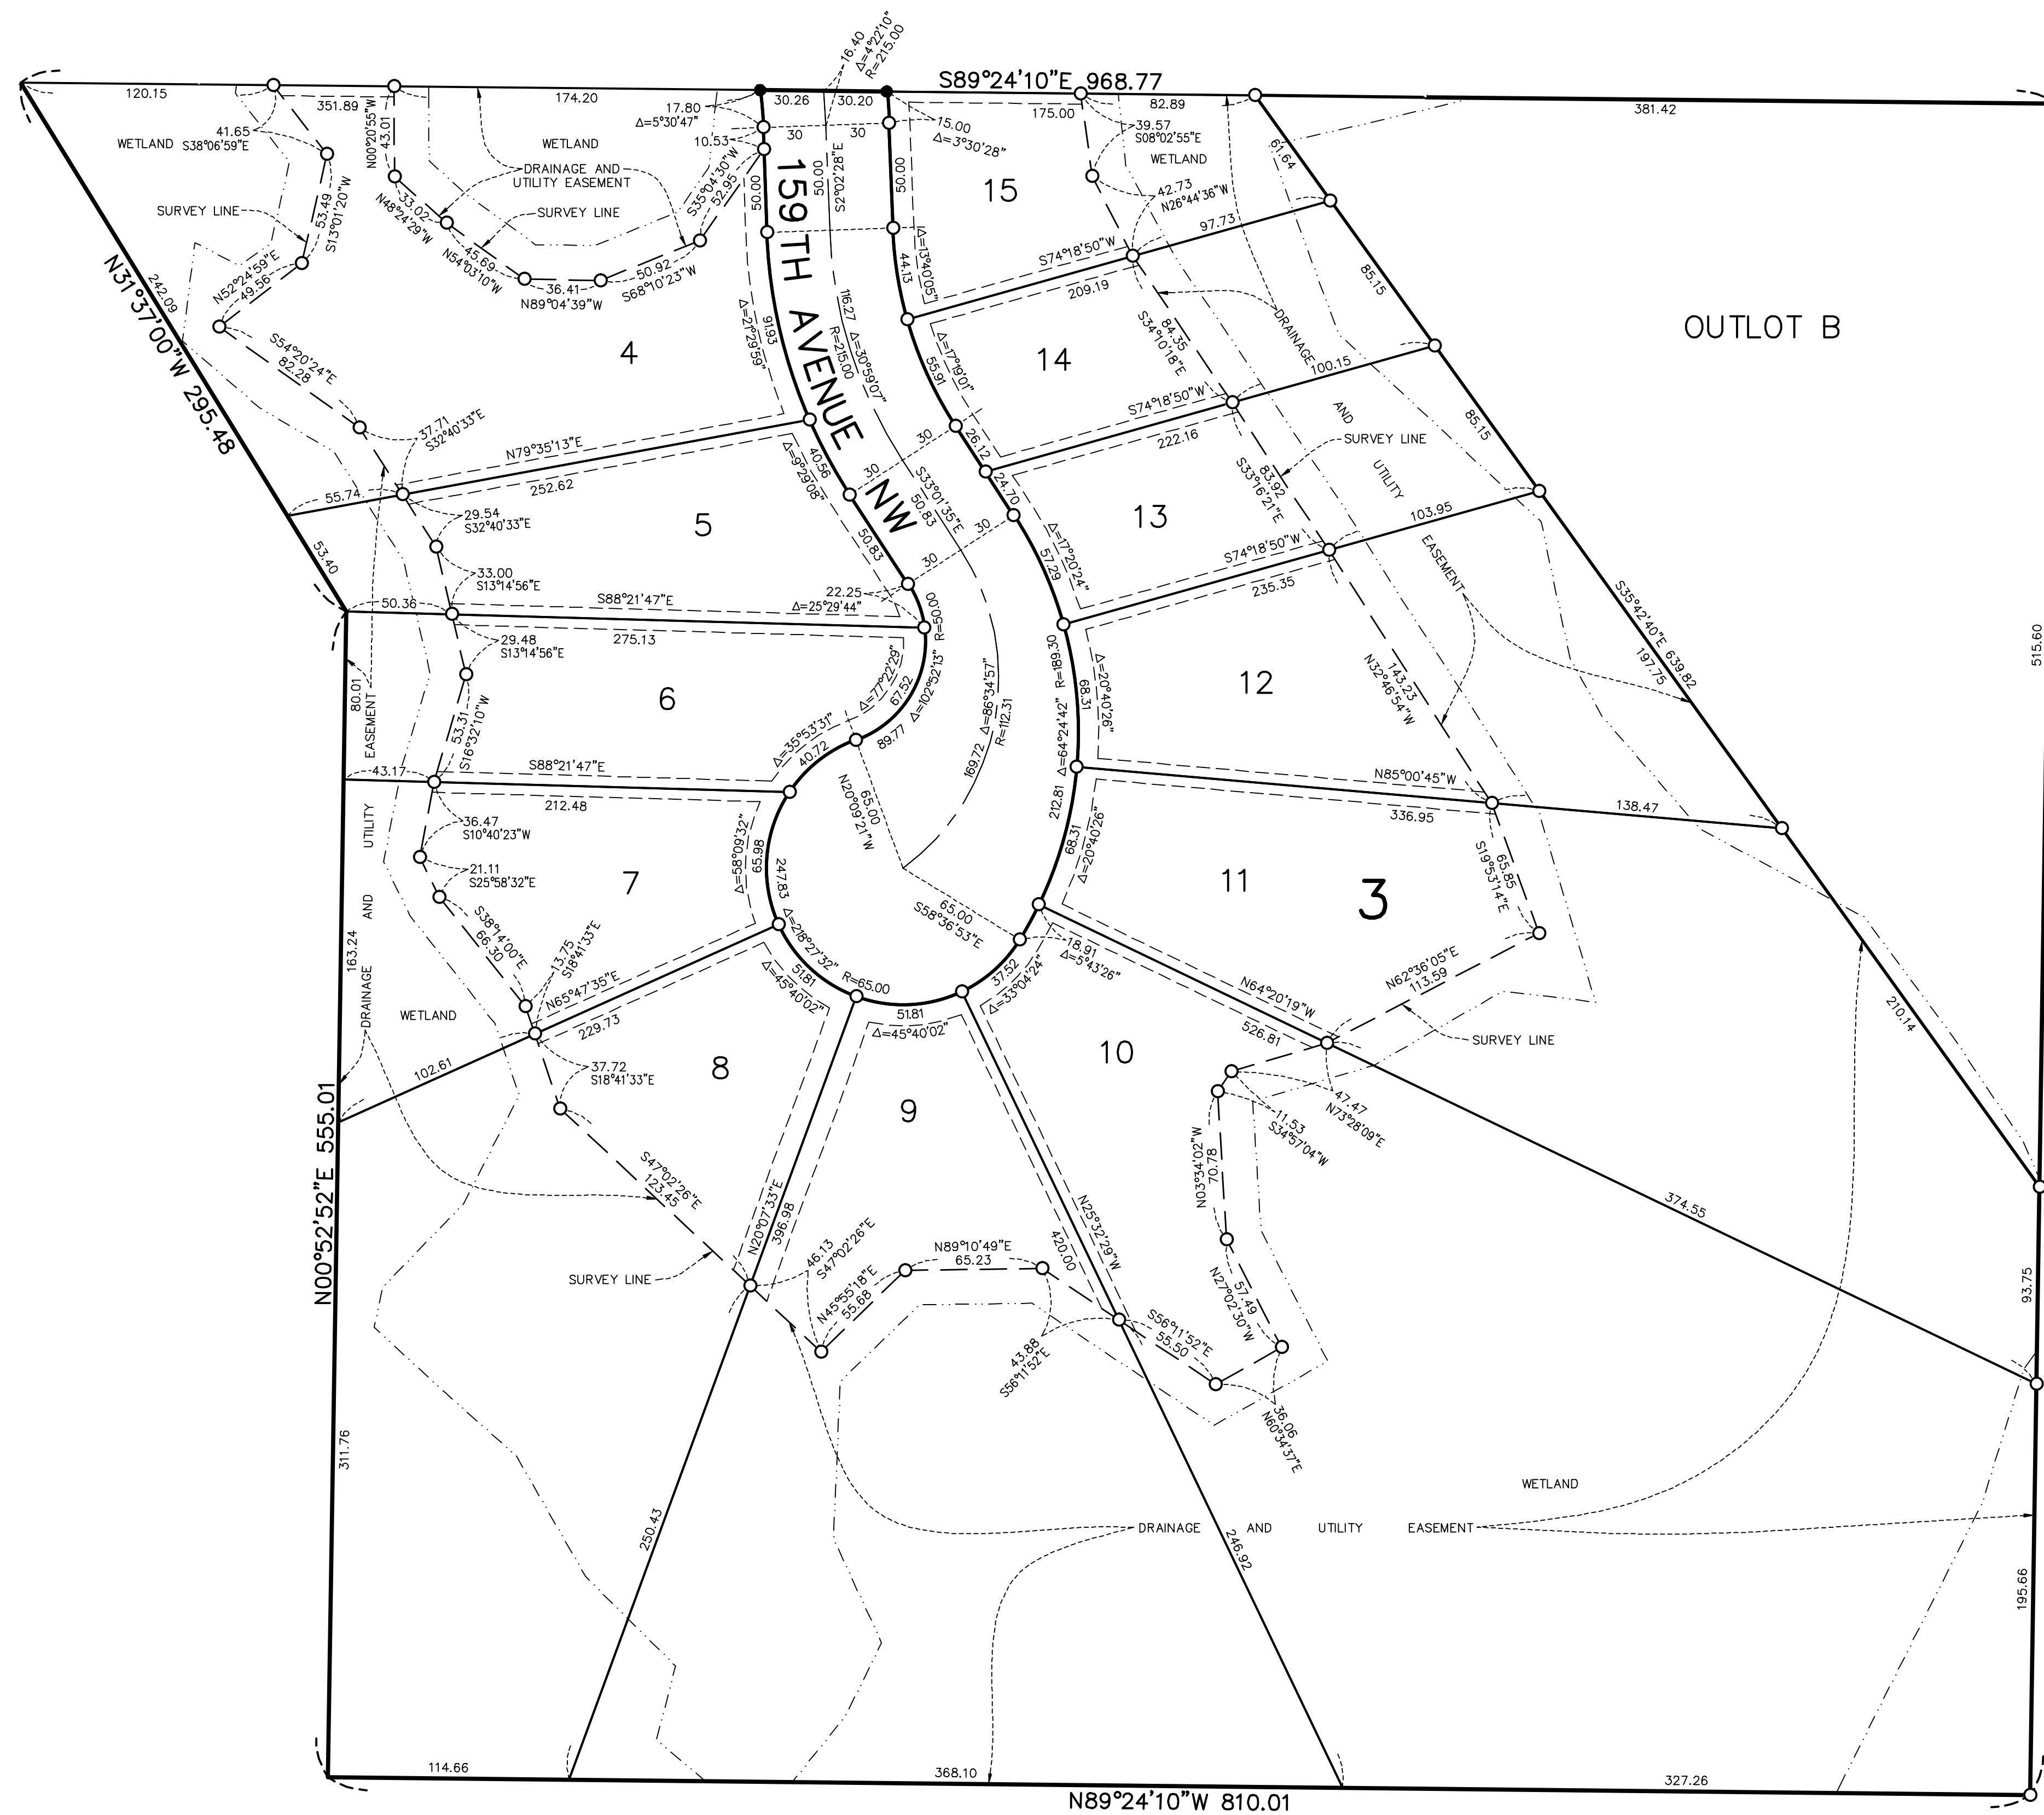 16.40
Δ=4°22'10"
R=215.00
S89°24'10"E 968.77
120.15
351.89
174.20
30.26
30.20
175.00
82.89
381.42
17.80
Δ=5°30'47"
10.53
30
30
15.00
Δ=3°30'28"
39.57
S08°02'55"E
WETLAND
41.65
S38°06'59"E
WETLAND
N00°20'55"W
43.01
WETLAND
DRAINAGE AND
UTILITY EASEMENT
SURVEY LINE
SURVEY LINE
S13°01'20"W
53.49
33.02
N48°24'29"W
45.69
N54°03'10"W
36.41
N89°04'39"W
50.92
S68°10'23"W
S35°04'30"W
52.95
50.00
50.00
S2°02'28"E
50.00
15
42.73
N26°44'36"W
61.64
97.73
S74°18'50"W
209.19
Δ=13°40'05"
44.13
N52°24'59"E
49.56
242.09
N31°37'00"W 295.48
S54°20'24"E
82.28
4
159TH AVENUE NW
Δ=21°29'59"
91.93
116.27 Δ=30°59'07"
R=215.00
Δ=17°19'01"
55.91
14
84.35
S34°10'18"E
DRAINAGE
AND
UTILITY
EASEMENT
85.15
OUTLOT B
100.15
S74°18'50"W
222.16
37.71
S32°40'33"E
N79°35'13"E
252.62
55.74
Δ=9°29'08"
40.56
30
26.12
24.70
SURVEY LINE
85.15
83.92
S33°16'21"E
29.54
S32°40'33"E
5
50.83
S33°01'35"E
50.83
30
30
13
Δ=17°20'24"
57.29
103.95
S74°18'50"W
235.35
53.40
33.00
S13°14'56"E
50.36
S88°21'47"E
275.13
22.25
Δ=25°29'44"
R=50.00
29.48
S13°14'56"E
S35°42'40"E 639.82
197.75
515.60
80.01
EASEMENT
UTILITY
AND
DRAINAGE
6
Δ=77°22'29"
67.52
89.77 Δ=102°52'13"
Δ=35°53'31"
40.72
53.31
S16°32'10"W
169.72 Δ=86°34'57"
R=112.31
212.81 Δ=64°24'42" R=189.30
68.31
Δ=20°40'26"
12
143.23
N32°46'54"W
43.17
S88°21'47"E
212.48
N85°00'45"W
336.95
138.47
65.00
N20°09'21"W
36.47
S10°40'23"W
21.11
S25°58'32"E
7
65.98
Δ=58°09'32"
247.83 Δ=218°27'32" R=65.00
68.31
Δ=20°40'26"
11
3
65.85
S19°53'14"E
65.00
S58°36'53"E
S38°14'00"E
66.30
13.75
S18°41'33"E
163.24
WETLAND
N65°47'35"E
229.73
102.61
51.81
Δ=45°40'02"
51.81
Δ=45°40'02"
37.52
Δ=33°04'24"
18.91
Δ=5°43'26"
N64°20'19"W
526.81
N62°36'05"E
113.59
SURVEY LINE
210.14
37.72
S18°41'33"E
8
9
10
47.47
N73°28'09"E
11.53
S34°57'04"W
N00°52'52"E 555.01
S47°02'26"E
123.45
N03°34'02"W
70.78
374.55
SURVEY LINE
N20°07'33"E
396.98
46.13
S47°02'26"E
N45°55'18"E
55.68
N89°10'49"E
65.23
N25°32'29"W
420.00
43.88
S56°11'52"E
S56°11'52"E
55.50
57.49
N27°02'30"W
36.06
N60°34'37"E
93.75
311.76
250.43
246.92
WETLAND
DRAINAGE AND UTILITY EASEMENT
195.66
114.66
368.10
327.26
N89°24'10"W 810.01